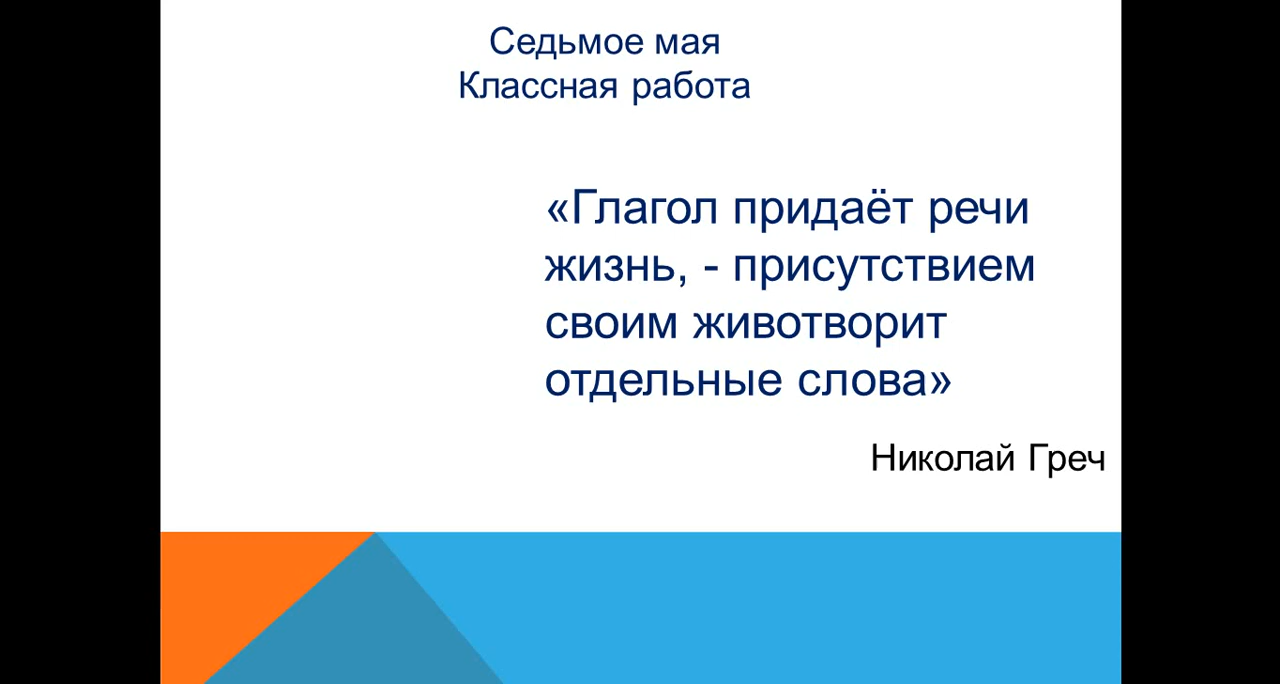 Седьмое мая
Классная работа
«Глагол придаёт речи
жизнь, - присутствием
своим животворит
отдельные слова»
Николай Греч